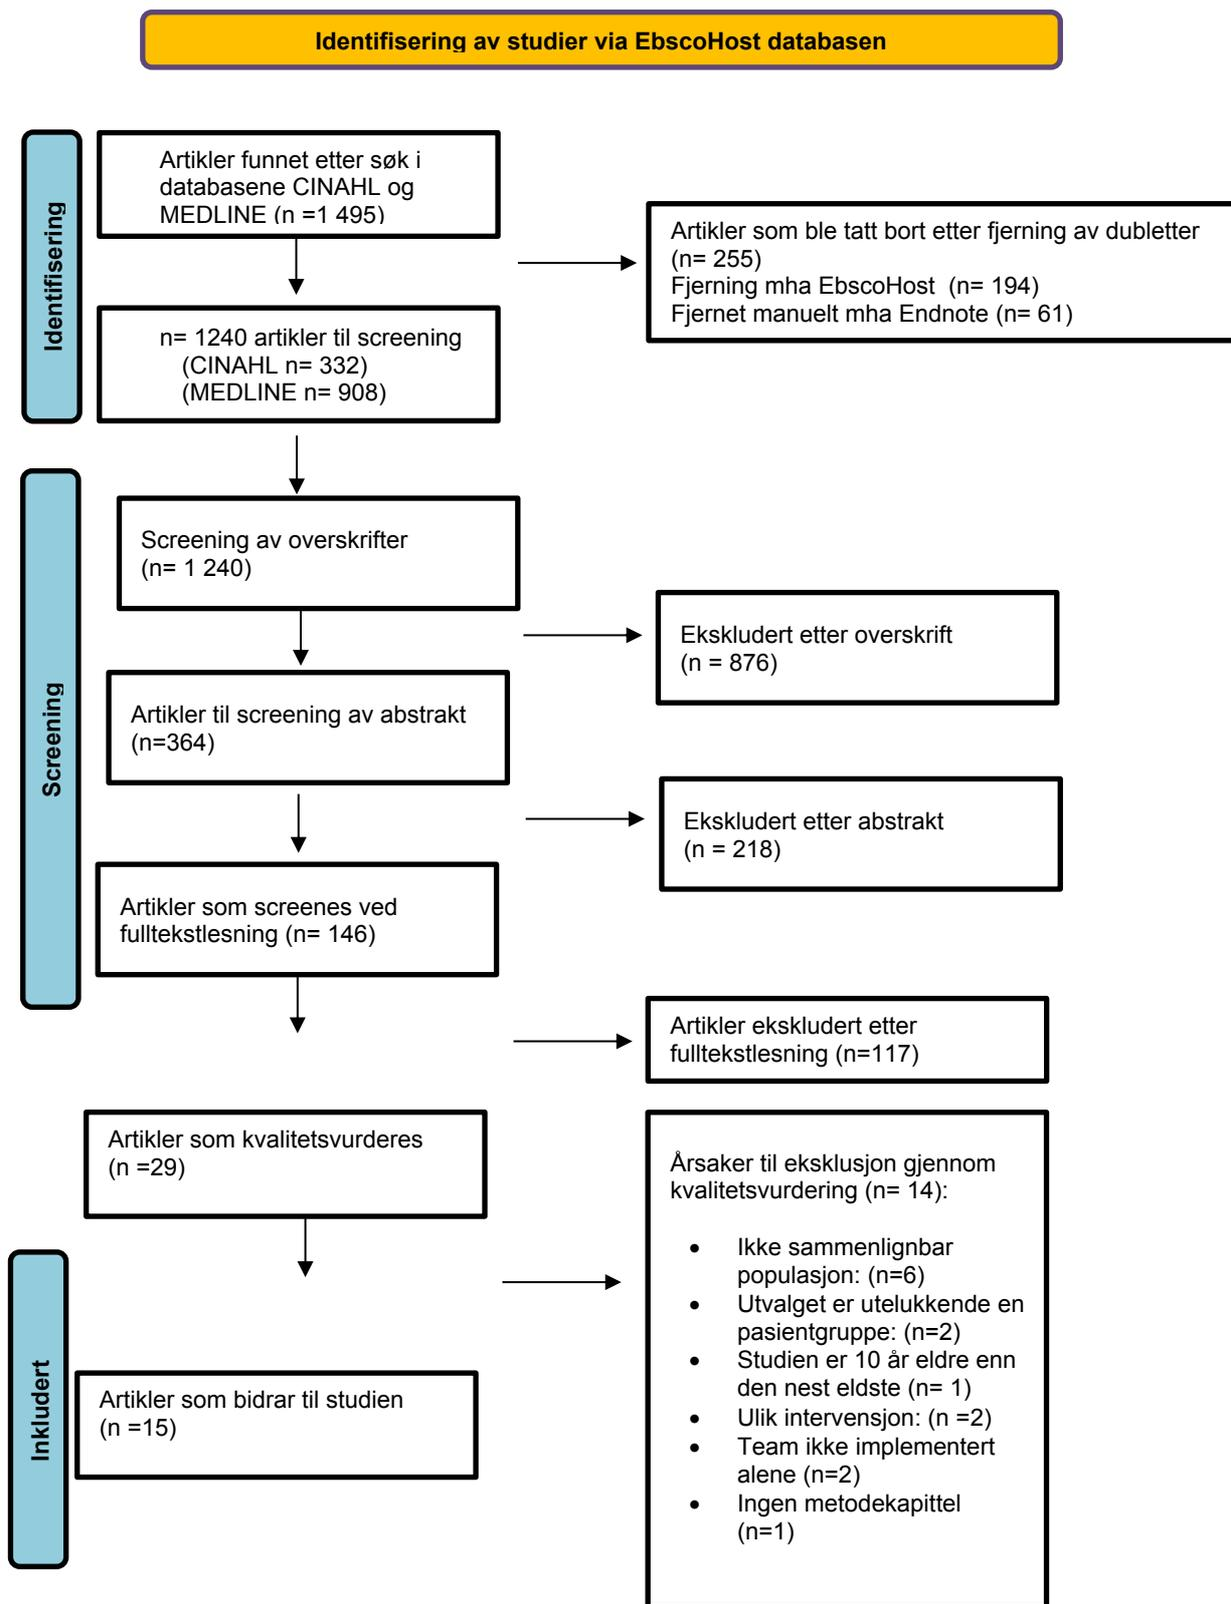 Identifisering av studier via EbscoHost databasen
Identifisering
Artikler funnet etter søk i
databasene CINAHL og
MEDLINE (n =1 495)
Artikler som ble tatt bort etter fjerning av dubletter
(n= 255)
Fjerning mha EbscoHost  (n= 194)
Fjernet manuelt mha Endnote (n= 61)
n= 1240 artikler til screening
(CINAHL n= 332)
(MEDLINE n= 908)
Screening
Screening av overskrifter
(n= 1 240)
Ekskludert etter overskrift
(n = 876)
Artikler til screening av abstrakt
(n=364)
Ekskludert etter abstrakt
(n = 218)
Artikler som screenes ved
fulltekstlesning (n= 146)
Artikler ekskludert etter
fulltekstlesning (n=117)
Artikler som kvalitetsvurderes
(n =29)
Årsaker til eksklusjon gjennom
kvalitetsvurdering (n= 14):
• Ikke sammenlignbar
populasjon: (n=6)
• Utvalget er utelukkende en
pasientgruppe: (n=2)
• Studien er 10 år eldre enn
den nest eldste (n= 1)
• Ulik intervensjon: (n =2)
• Team ikke implementert
alene (n=2)
• Ingen metodekapittel
(n=1)
Inkludert
Artikler som bidrar til studien
(n =15)